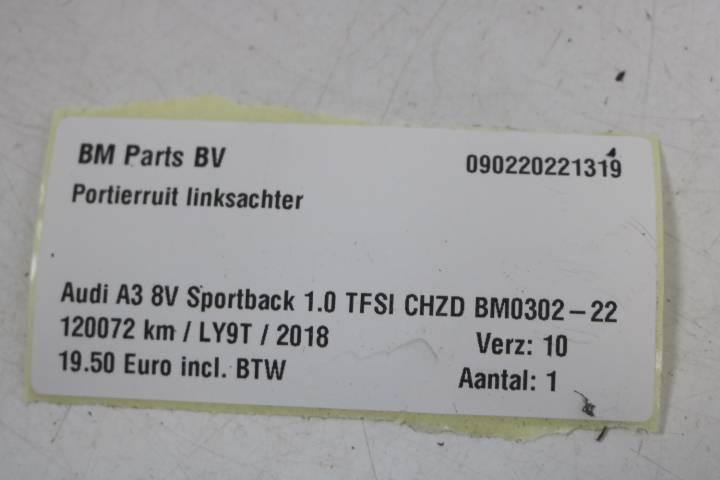 BM Parts BV 090220221319
Portierruit linksachter
Audi A3 8V Sportback 1.0 TFSI CHZD BM0302-22
120072 km / LY9T / 2018 Verz: 10
19.50 Euro incl. BTW Aantal: 1